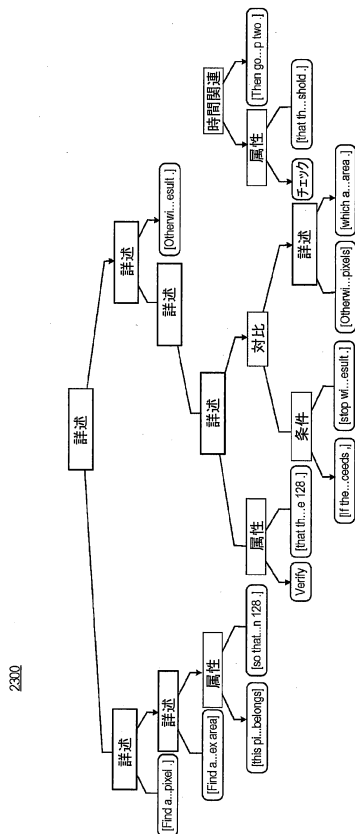 2300
詳述
詳述
詳述
[Find a...pixel .]
詳述
詳述
[Otherwi...esult .]
[Find a...ex area]
属性
詳述
[this pi...belongs]
[so that...n 128 .]
属性
対比
時間関連
Verify
[that th...e 128 .]
条件
詳述
属性
[Then go...p two .]
[If the...ceeds ,]
[stop wi...esult .]
[Otherwi...pixels]
[which a...area .]
チェック
[that th...shold .]